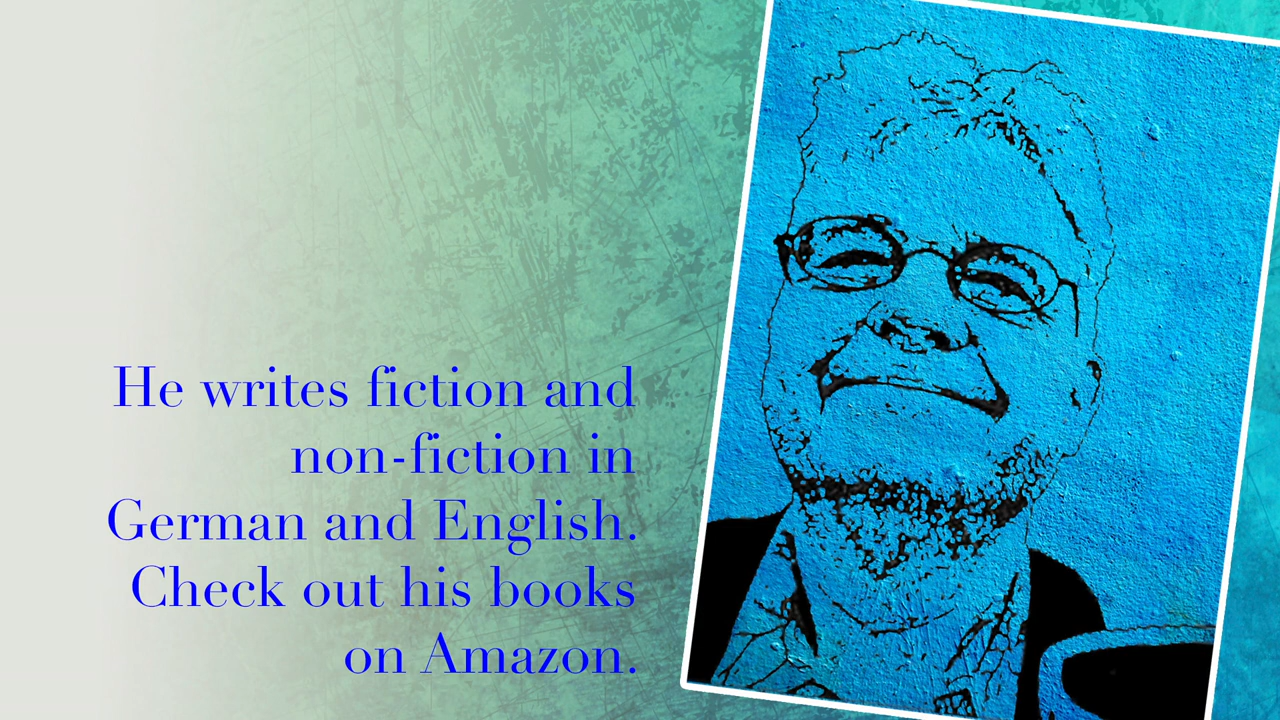 He writes fiction and
non-fiction in
German and English.
Check out his books
on Amazon.